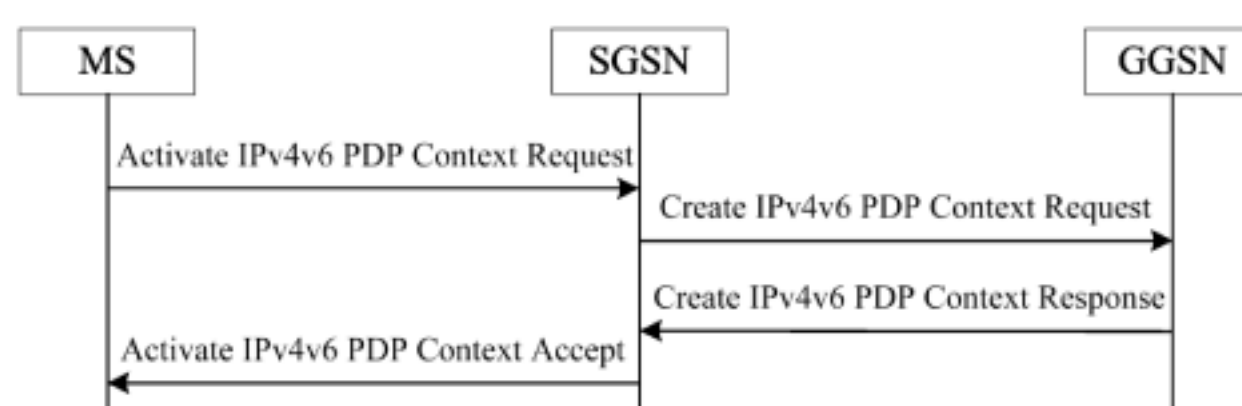 MS
SGSN
GGSN
Activate IPv4v6 PDP Context Request
Create IPv4v6 PDP Context Request
Create IPv4v6 PDP Context Response
Activate IPv4v6 PDP Context Accept